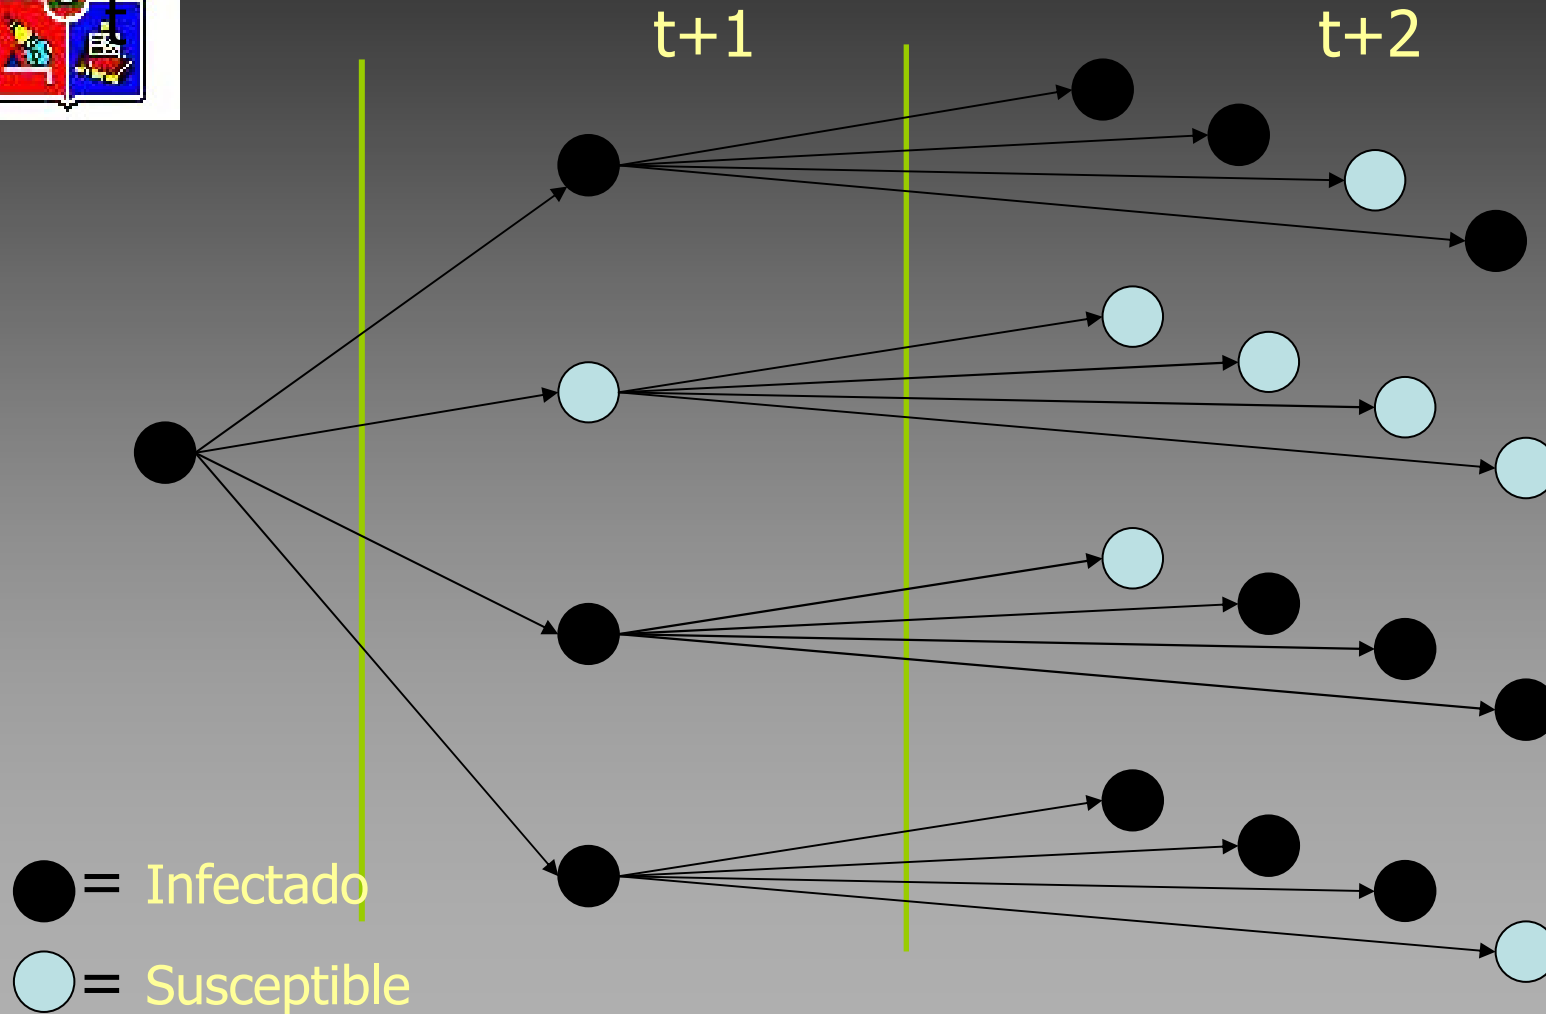 t+1
t+2
= Infectado
= Susceptible